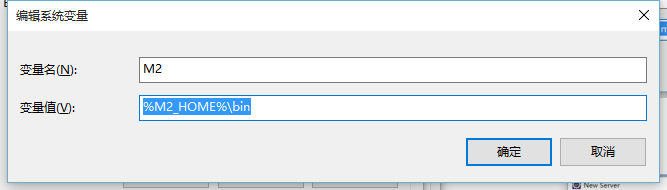 编辑系统变量
变量名(N):
M2
变量值(V):
%M2_HOME%\bin
确定
取消
New Server